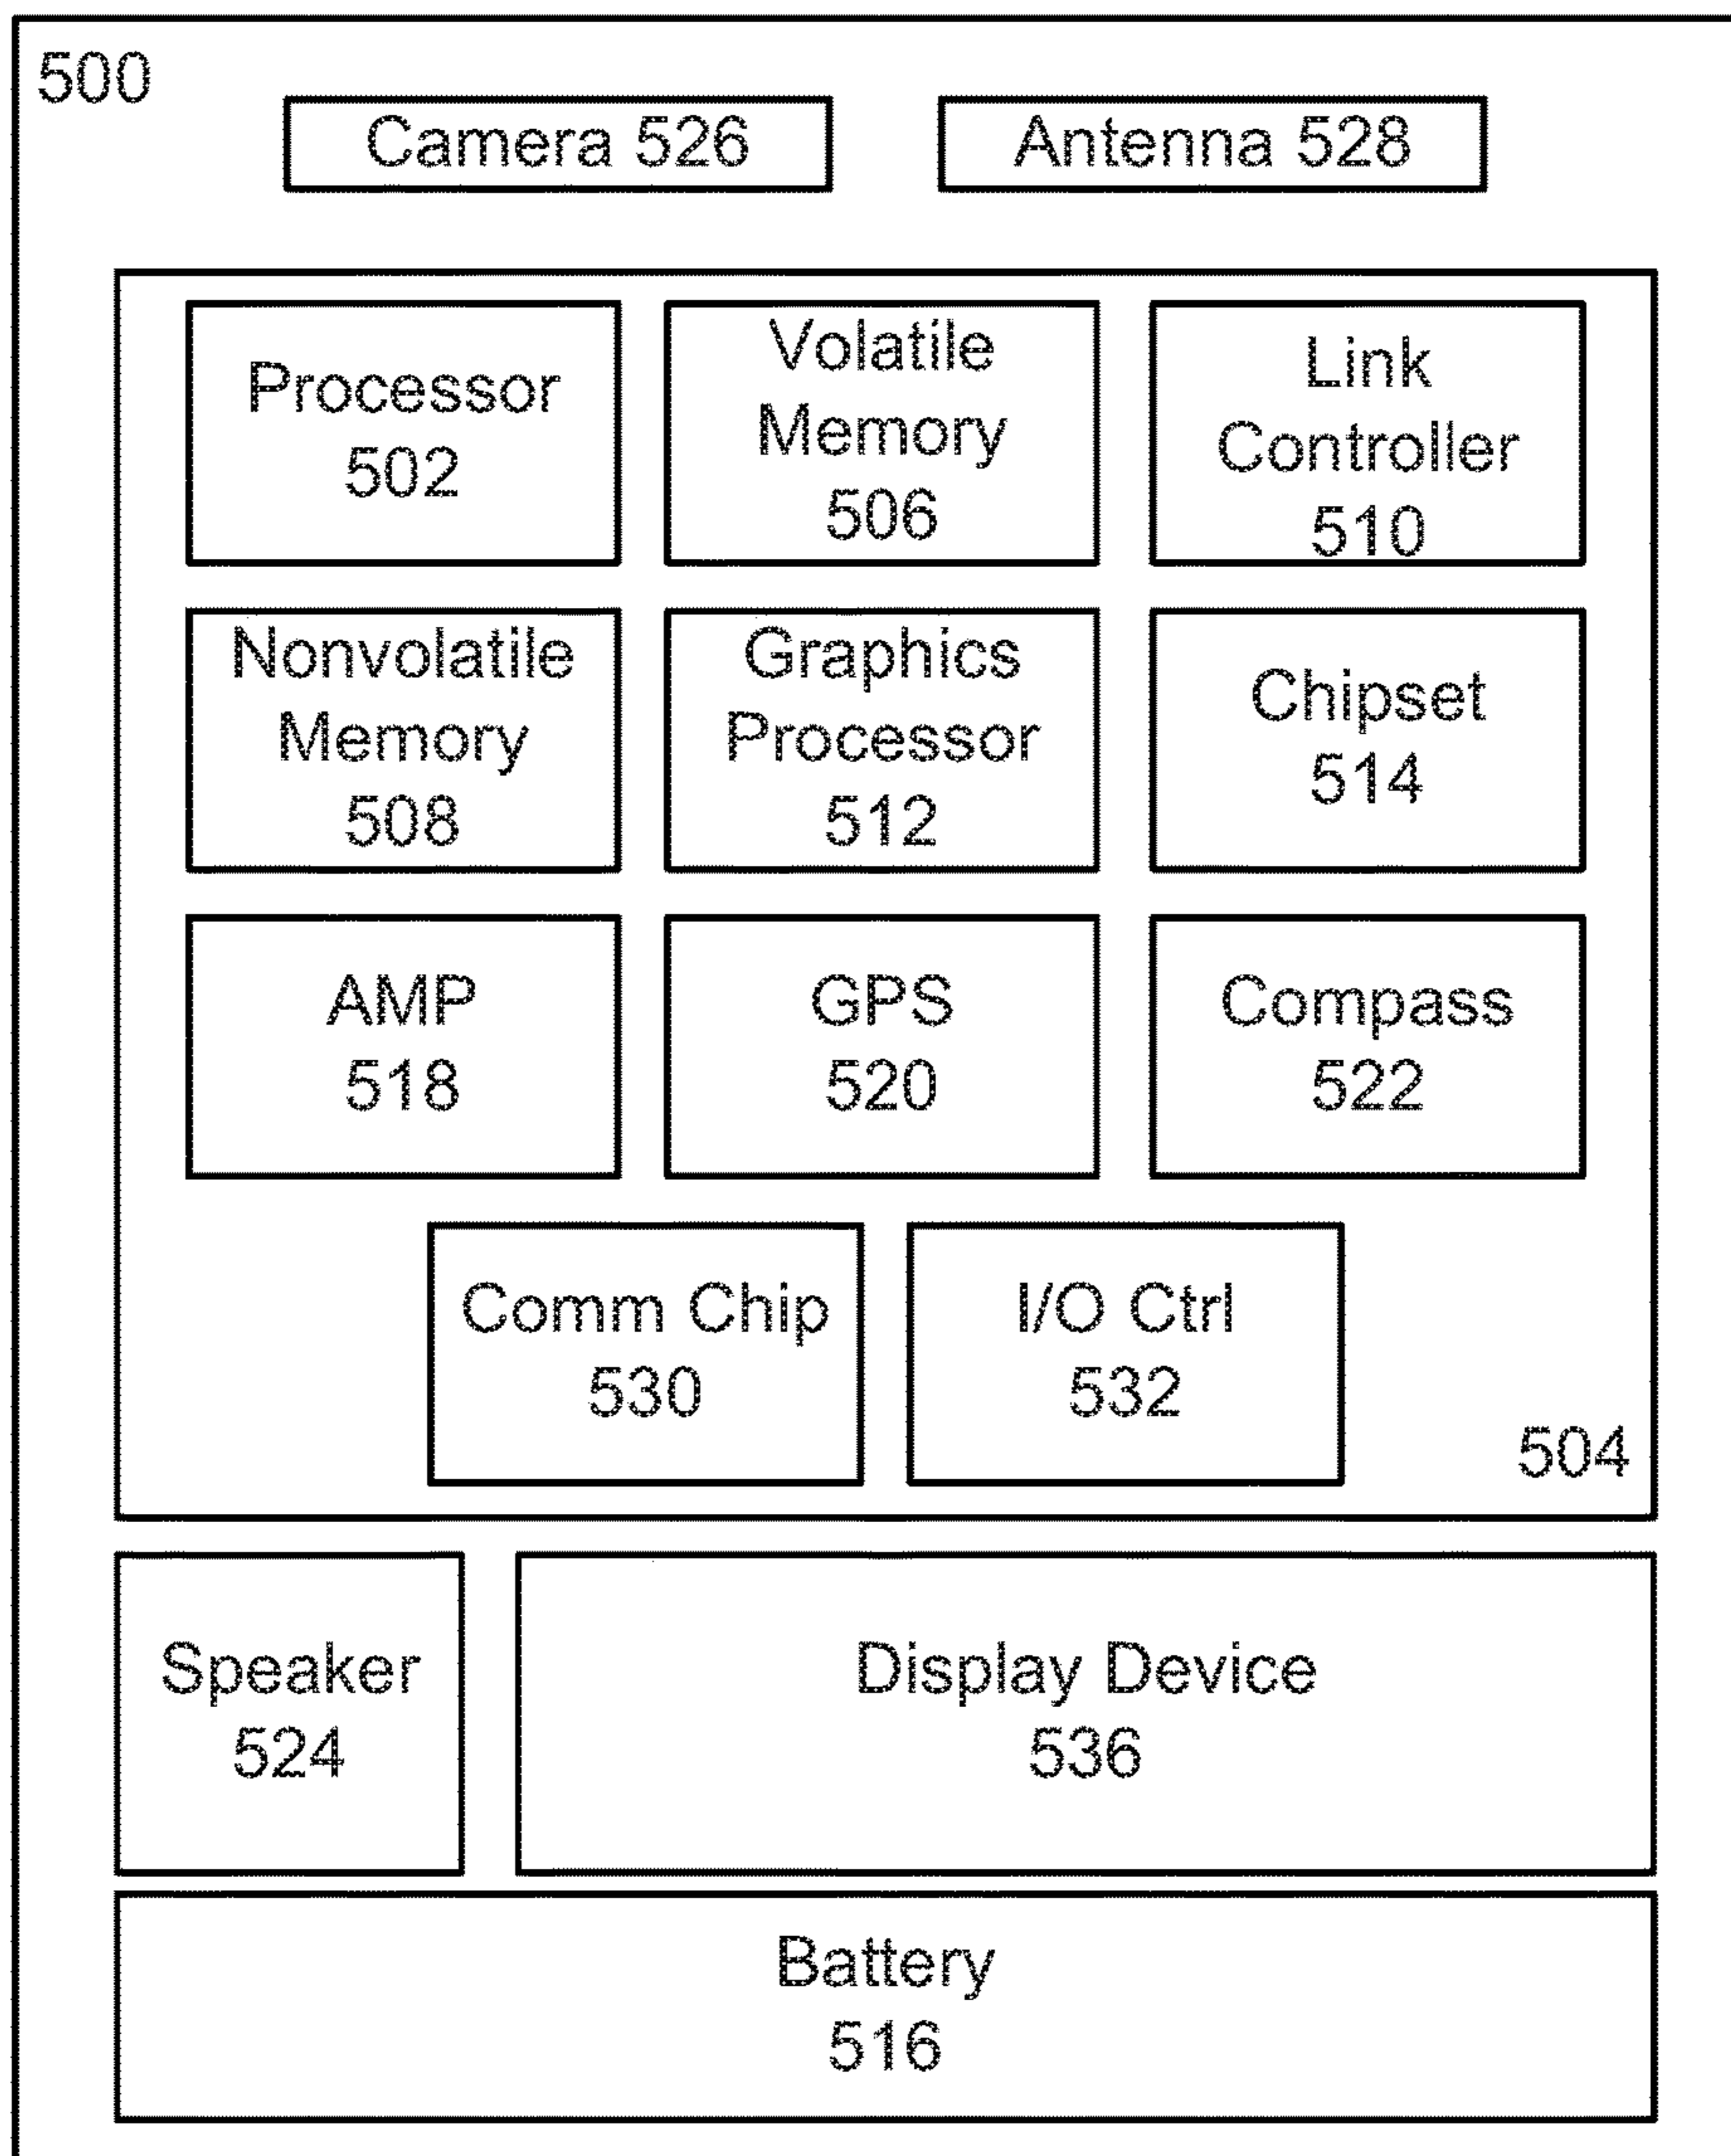 500
Camera 526
Antenna 528
Processor
502
Volatile
Memory
506
Link
Controller
510
Nonvolatile
Memory
508
Graphics
Processor
512
Chipset
514
AMP
518
GPS
520
Compass
522
Comm Chip
530
I/O Ctrl
532
504
Speaker
524
Display Device
536
Battery
516